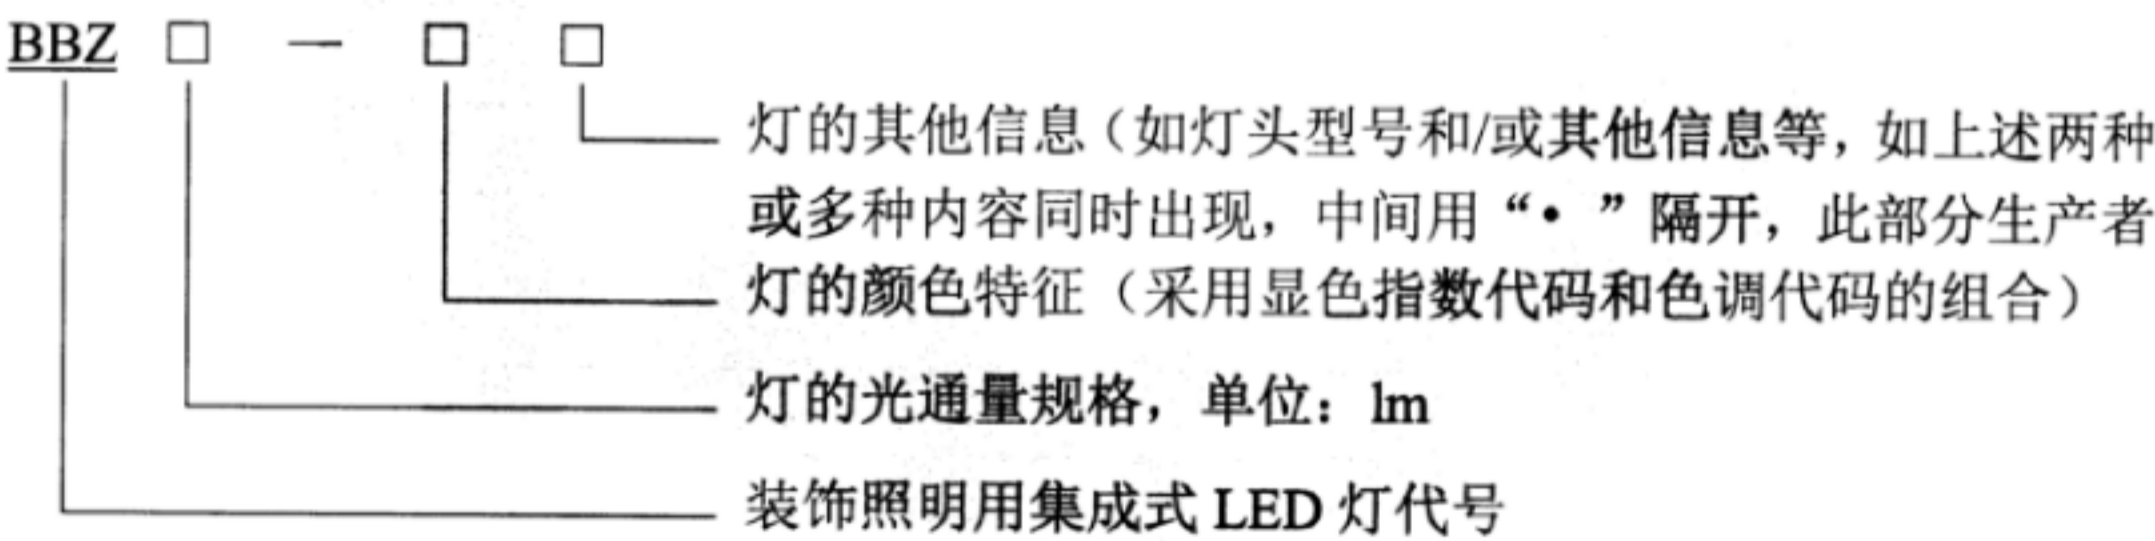 BBZ □ — □ □
灯的其他信息（如灯头型号和/或其他信息等，如上述两种
或多种内容同时出现，中间用“• ”隔开，此部分生产者
灯的颜色特征（采用显色指数代码和色调代码的组合）
灯的光通量规格，单位：lm
装饰照明用集成式 LED 灯代号